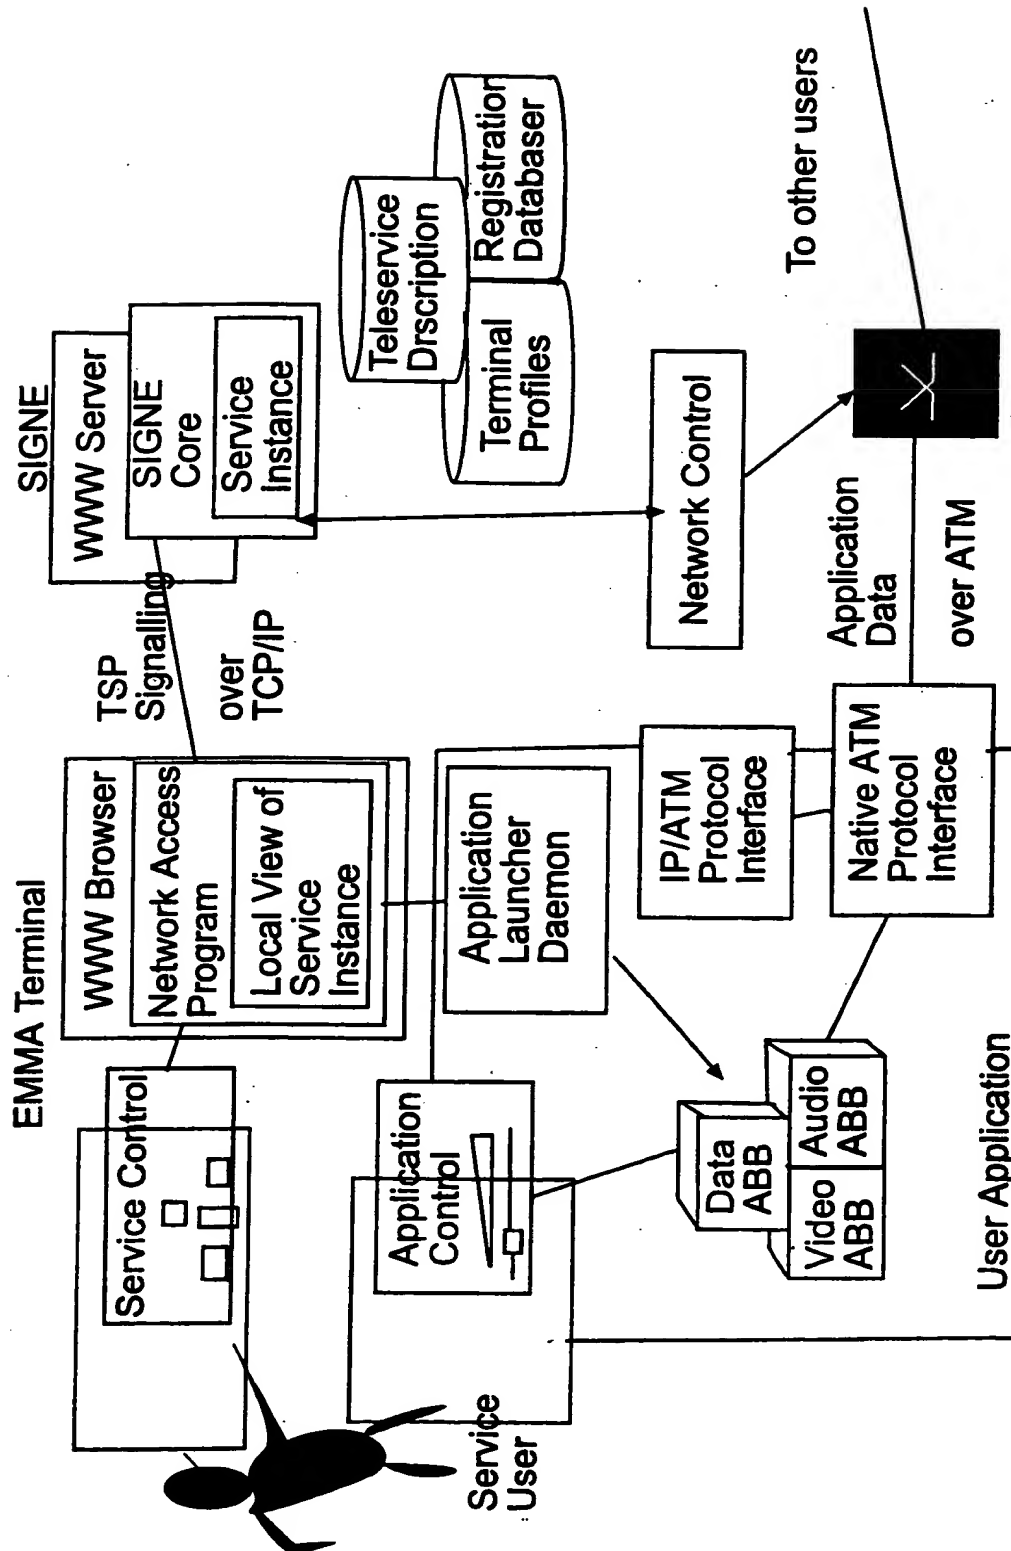 EMMA Terminal
SIGNE
Service Control
WWW Browser
Network Access
Program
Local View of
Service
Instance
TSP
Signalling
over
TCP/IP
WWW Server
SIGNE
Core
Service
Instance
Service
User
Application
Control
Application
Launcher
Daemon
Teleservice
Drscription
Terminal
Profiles
Registration
Databaser
Data
ABB
Video
ABB
Audio
ABB
IP/ATM
Protocol
Interface
Native ATM
Protocol
Interface
Network Control
Application
Data
over ATM
To other users
User Application